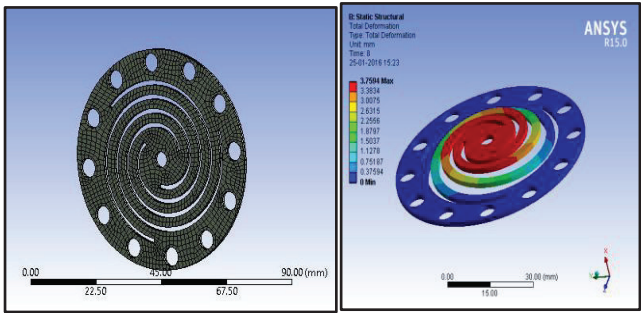 0.00
45.00
90.00 (mm)
22.50
67.50
B: Static Structural
Total Deformation
Type: Total Deformation
Unit: mm
Time: 8
25-01-2016 15:23
ANSYS
R15.0
3.7594 Max
3.3834
3.0075
2.6315
2.2556
1.8797
1.5037
1.1278
0.75187
0.37594
0 Min
0.00
30.00 (mm)
15.00
X
Y
Z